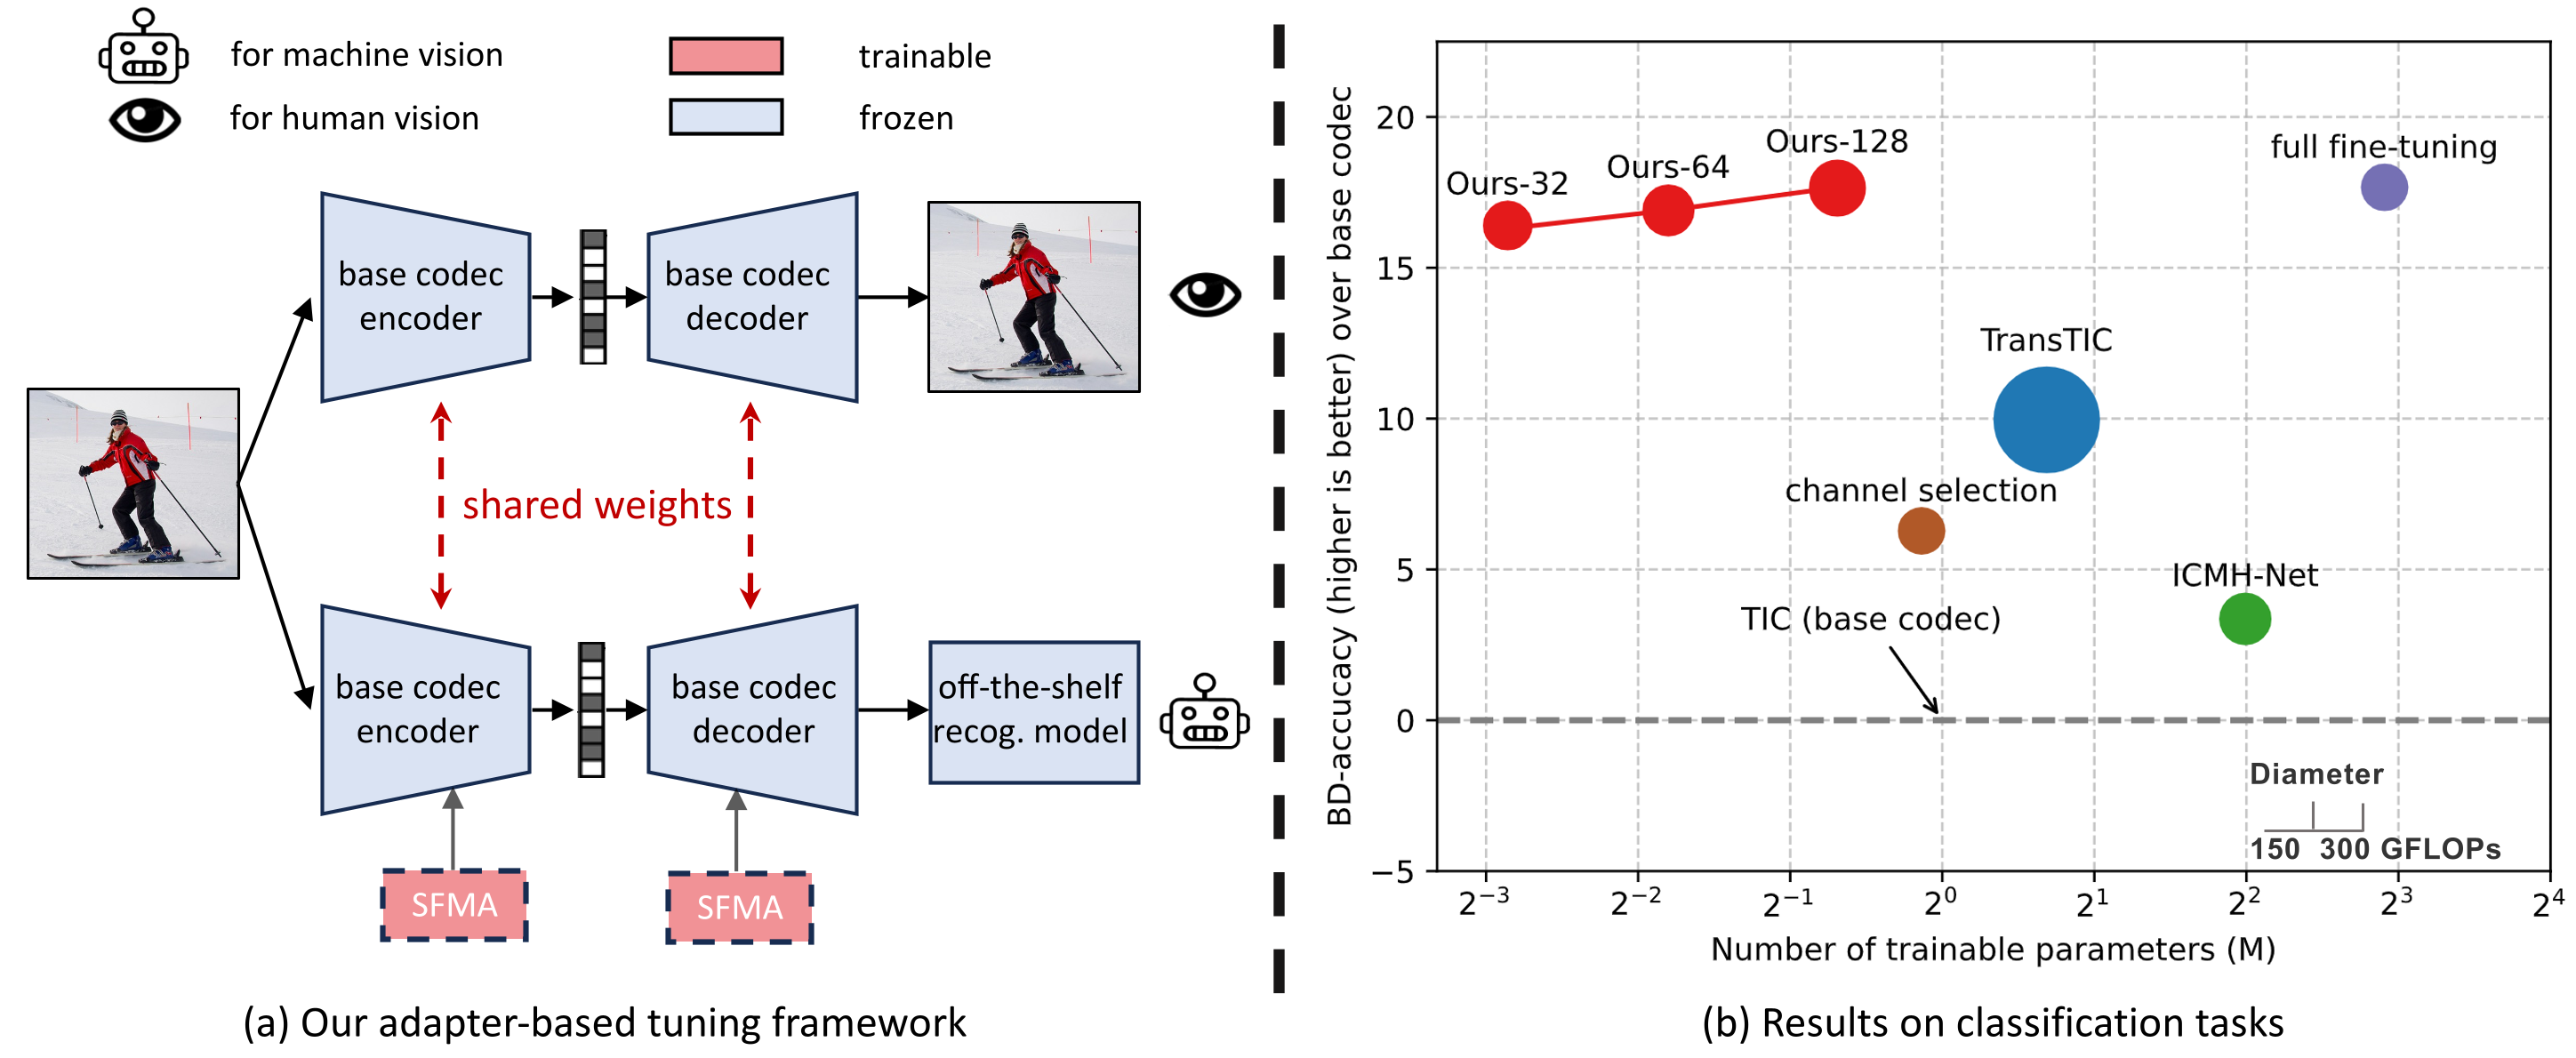 for machine vision
trainable
for human vision
frozen
base codec
encoder
base codec
decoder
shared weights
base codec
encoder
base codec
decoder
off-the-shelf
recog. model
SFMA
SFMA
(a) Our adapter-based tuning framework
BD-accucacy (higher is better) over base codec
20
15
10
5
0
−5
Ours-32
Ours-64
Ours-128
full fine-tuning
TransTIC
channel selection
ICMH-Net
TIC (base codec)
Diameter
150 300 GFLOPs
2⁻³ 2⁻² 2⁻¹ 2⁰ 2¹ 2² 2³ 2⁴
Number of trainable parameters (M)
(b) Results on classification tasks